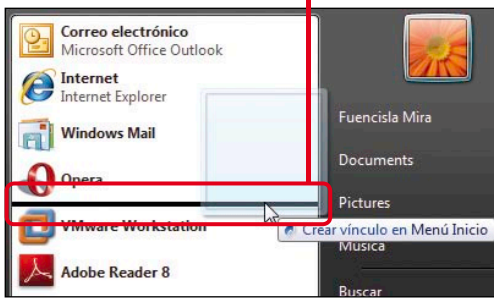 Correo electrónico
Microsoft Office Outlook
Internet
Internet Explorer
Windows Mail
Opera
VMware Workstation
Adobe Reader 8
Fuencisla Mira
Documents
Pictures
Crear vínculo en Menú Inicio
Música
Buscar